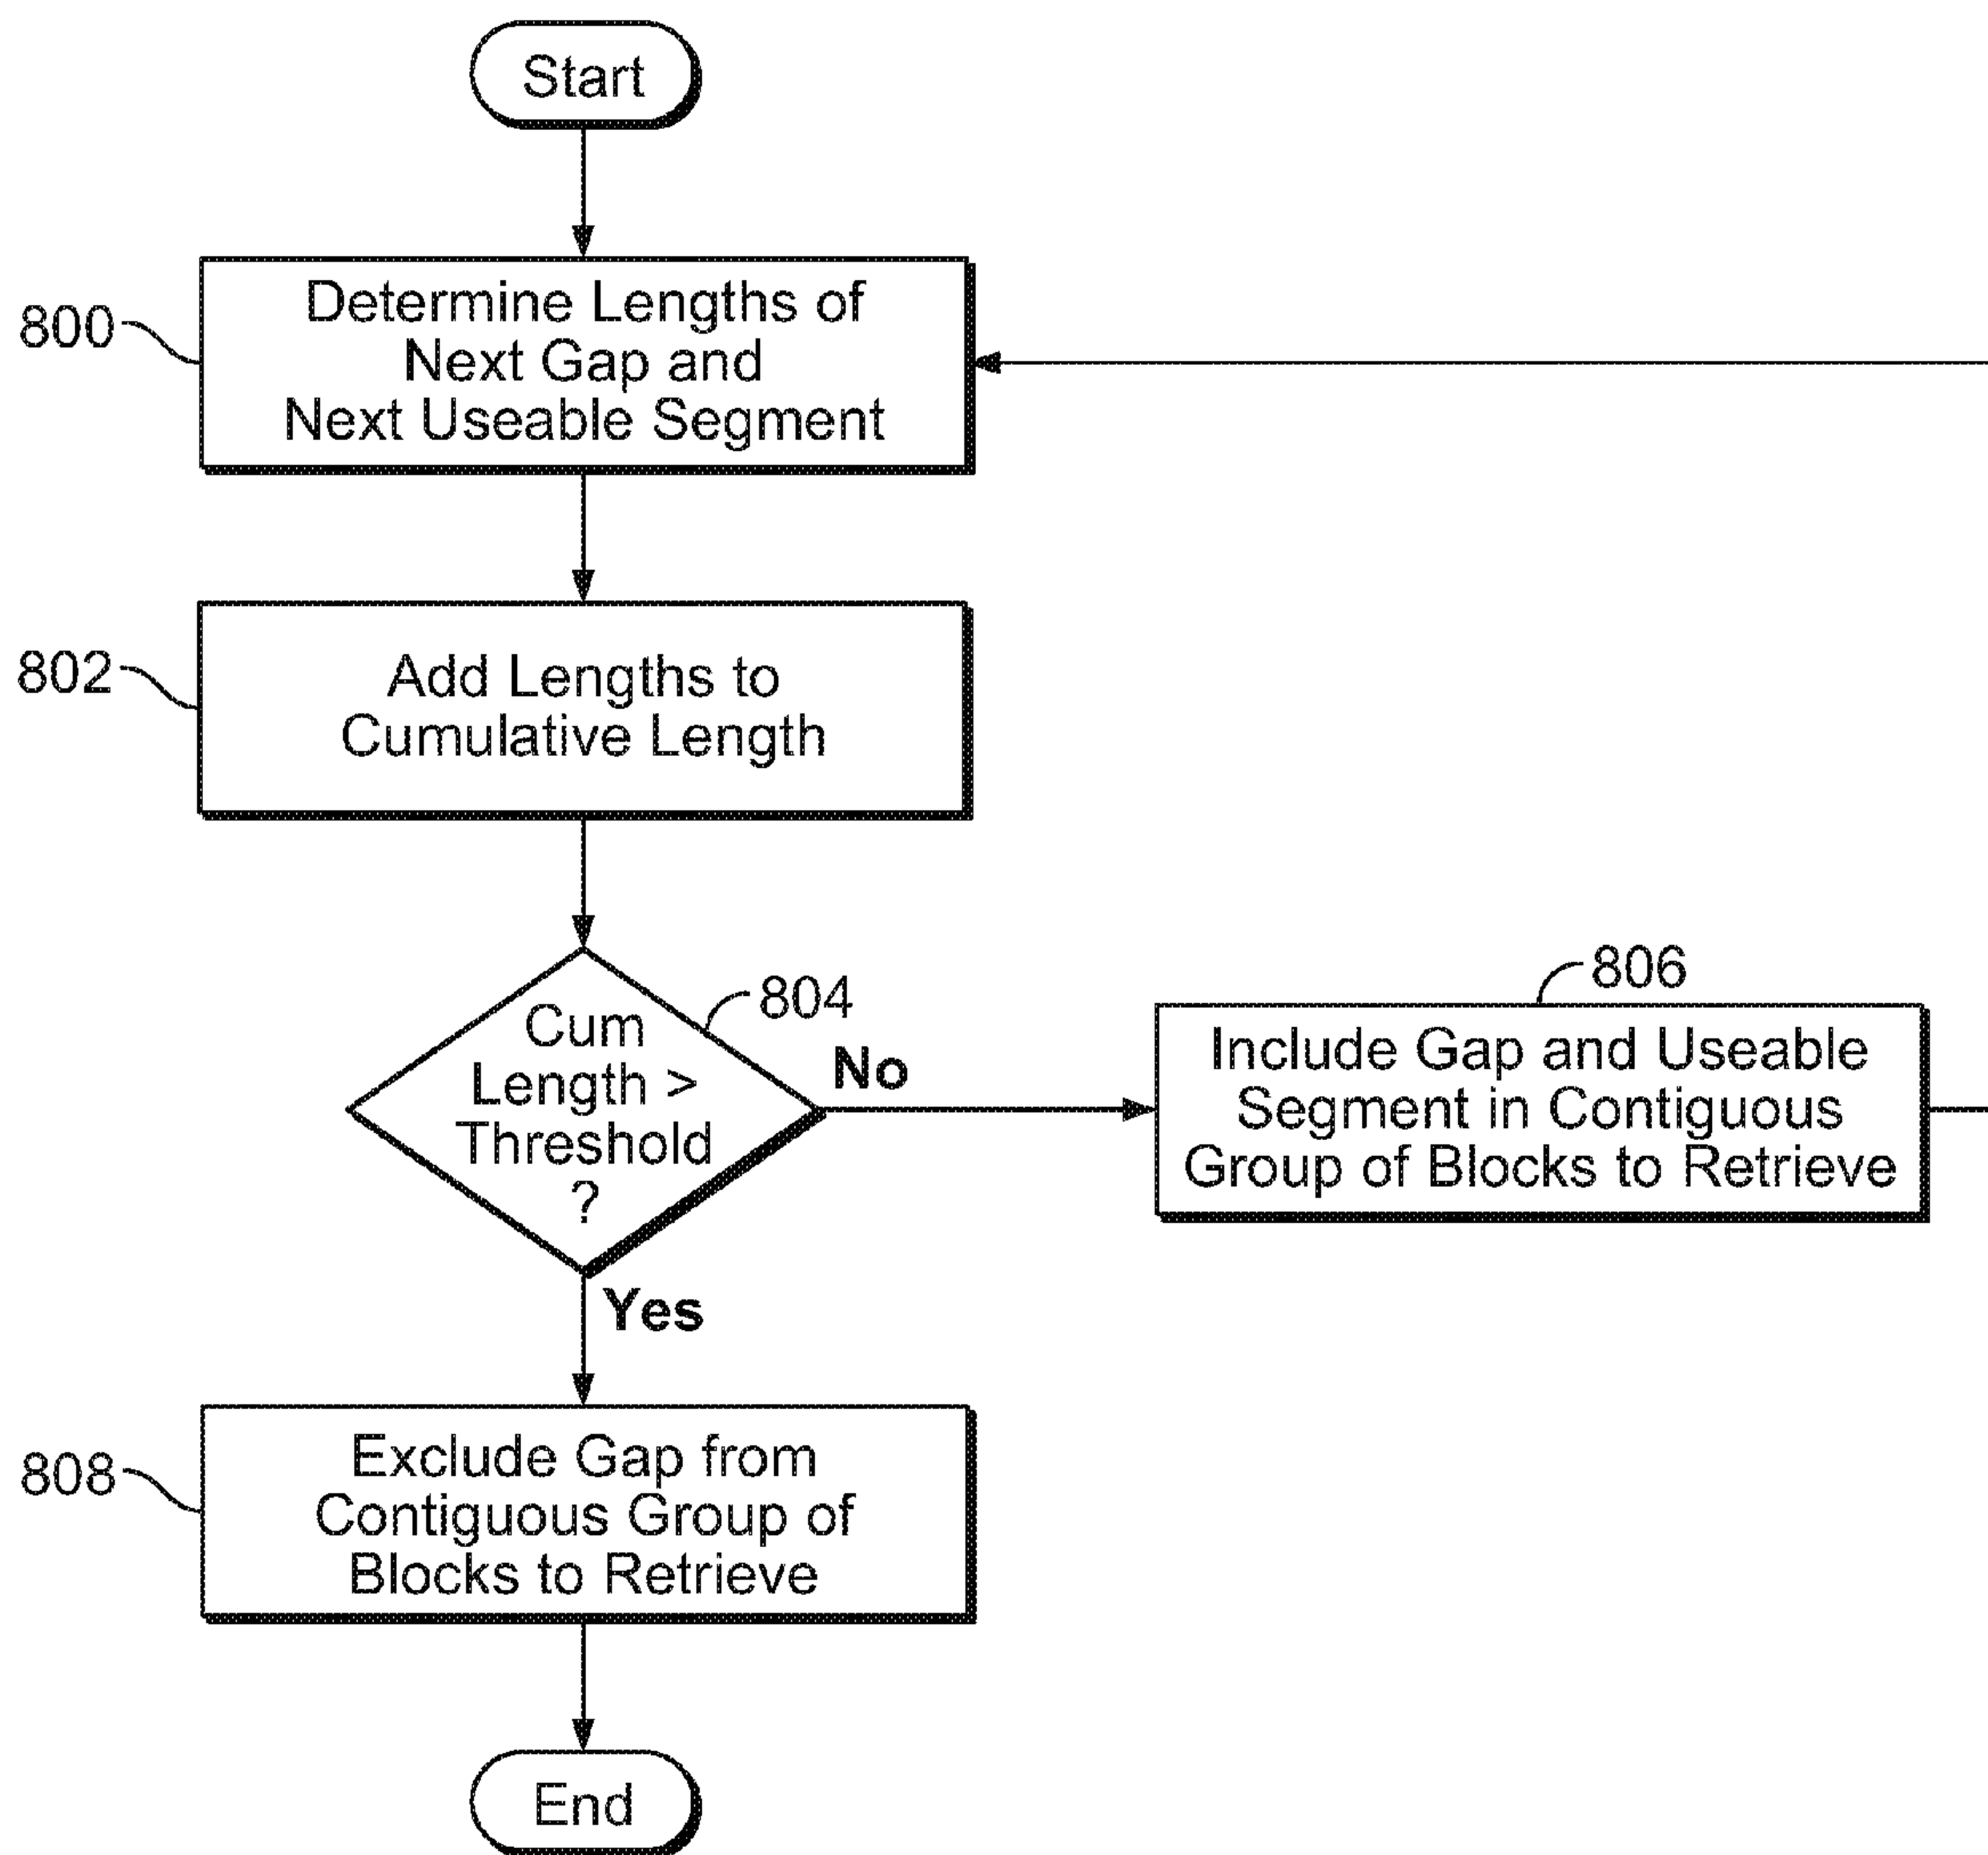 Start
800
Determine Lengths of
Next Gap and
Next Useable Segment
802
Add Lengths to
Cumulative Length
804
Cum
Length >
Threshold
?
No
806
Include Gap and Useable
Segment in Contiguous
Group of Blocks to Retrieve
Yes
808
Exclude Gap from
Contiguous Group of
Blocks to Retrieve
End